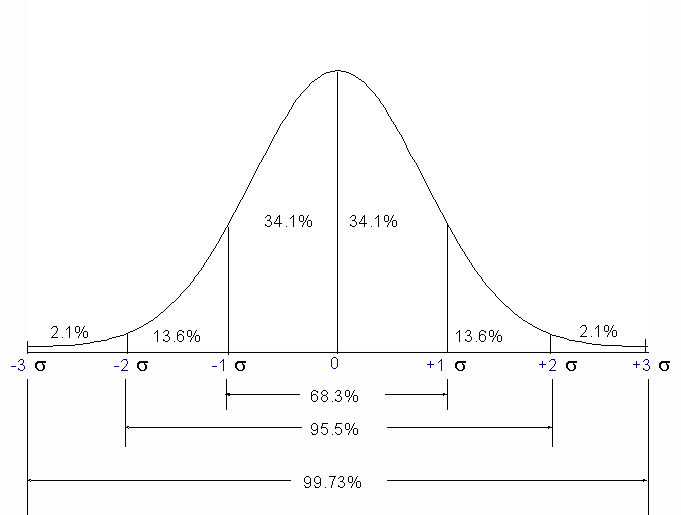 34.1% 34.1%
2.1% 13.6% 13.6% 2.1%
-3 σ -2 σ -1 σ 0 +1 σ +2 σ +3 σ
68.3%
95.5%
99.73%